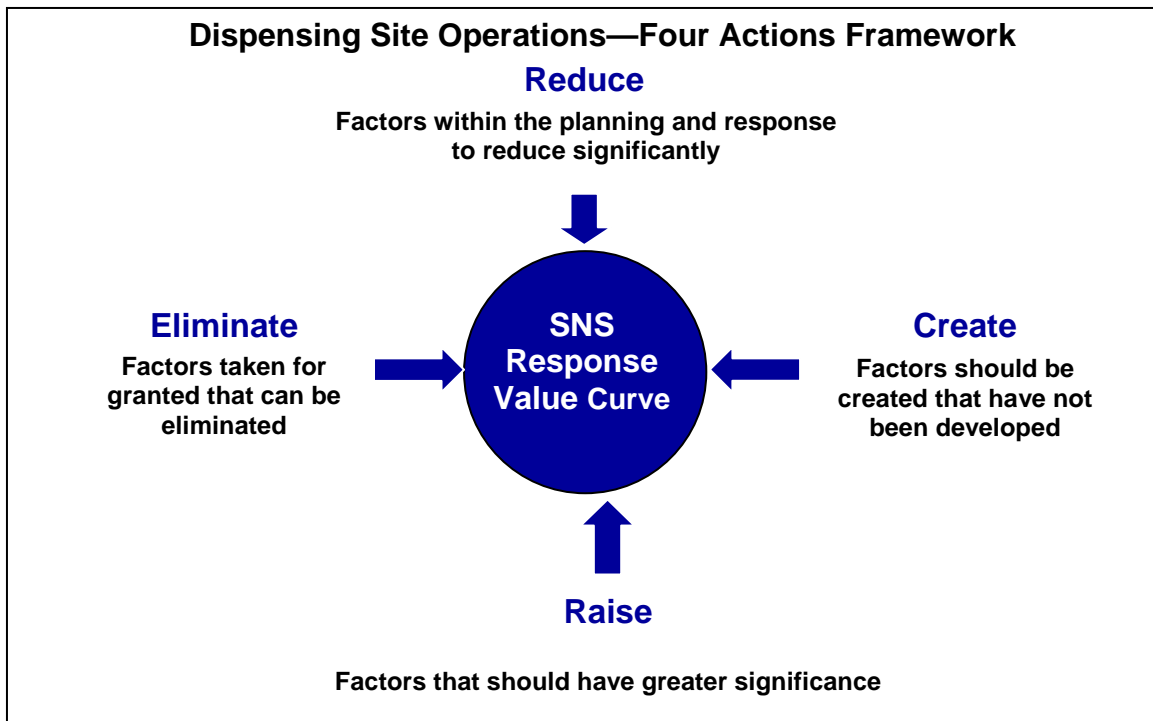 Dispensing Site Operations—Four Actions Framework
Reduce
Factors within the planning and response
to reduce significantly
Eliminate
Factors taken for
granted that can be
eliminated
SNS
Response
Value Curve
Create
Factors should be
created that have not
been developed
Raise
Factors that should have greater significance